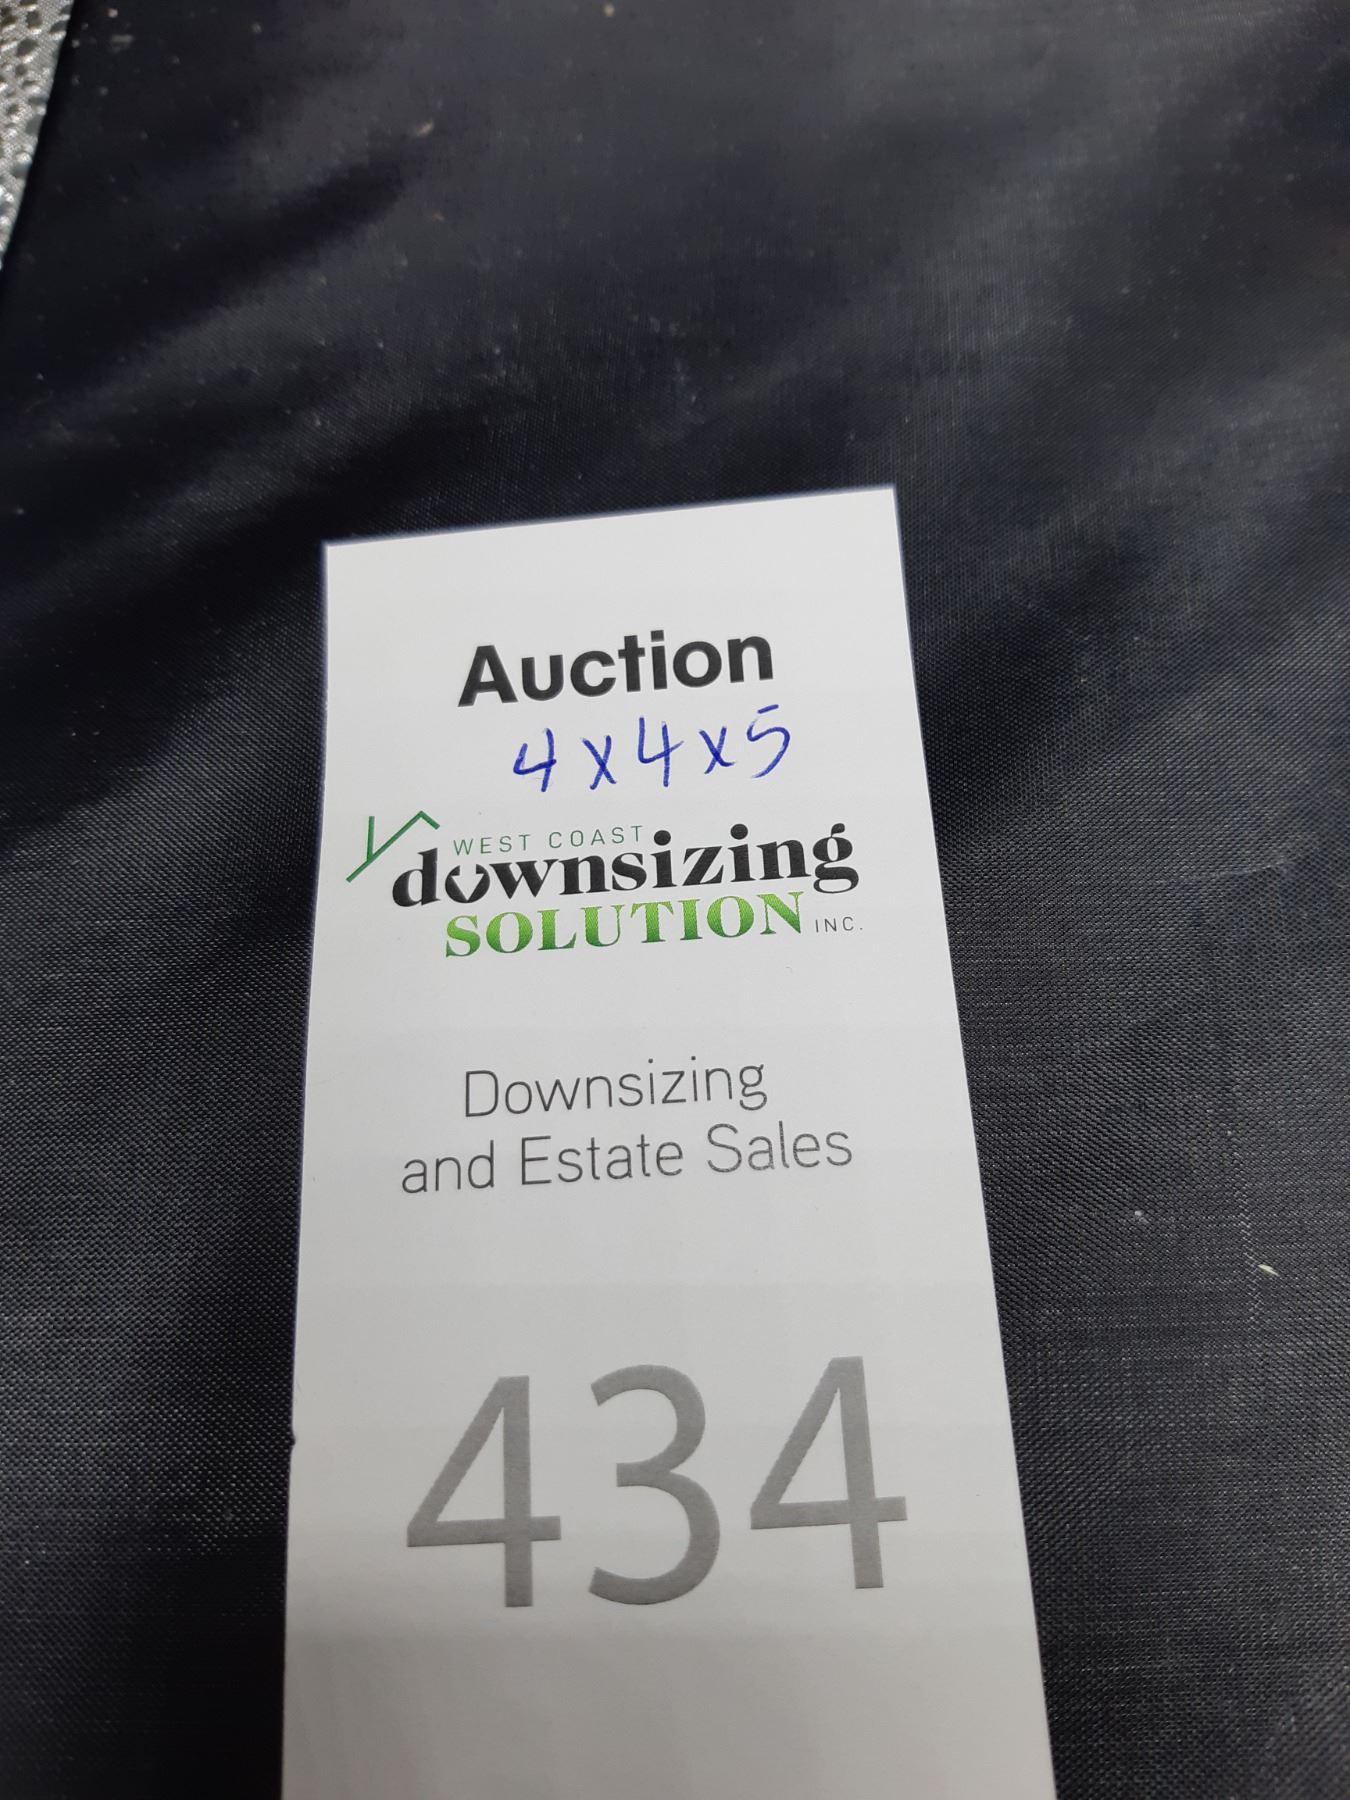 Auction
4x4x5
WEST COAST
downsizing
SOLUTION INC.
Downsizing
and Estate Sales
434